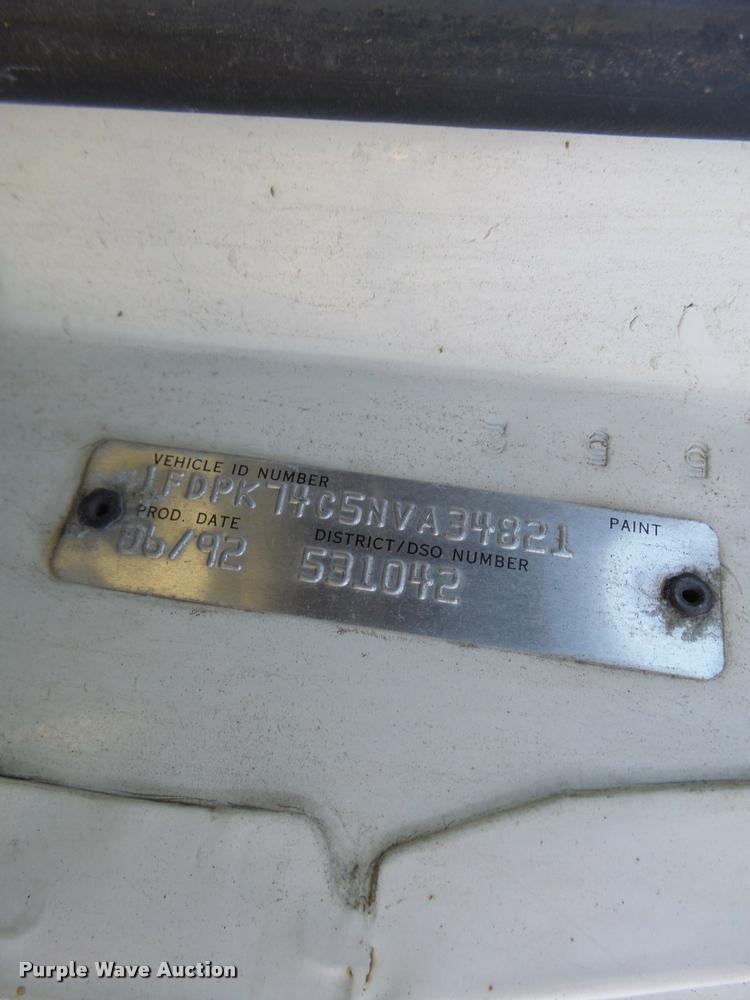 VEHICLE ID NUMBER
1FDPK74C5NVA34821
PROD. DATE
DISTRICT/DSO NUMBER
PAINT
06/92 531042
Purple Wave Auction